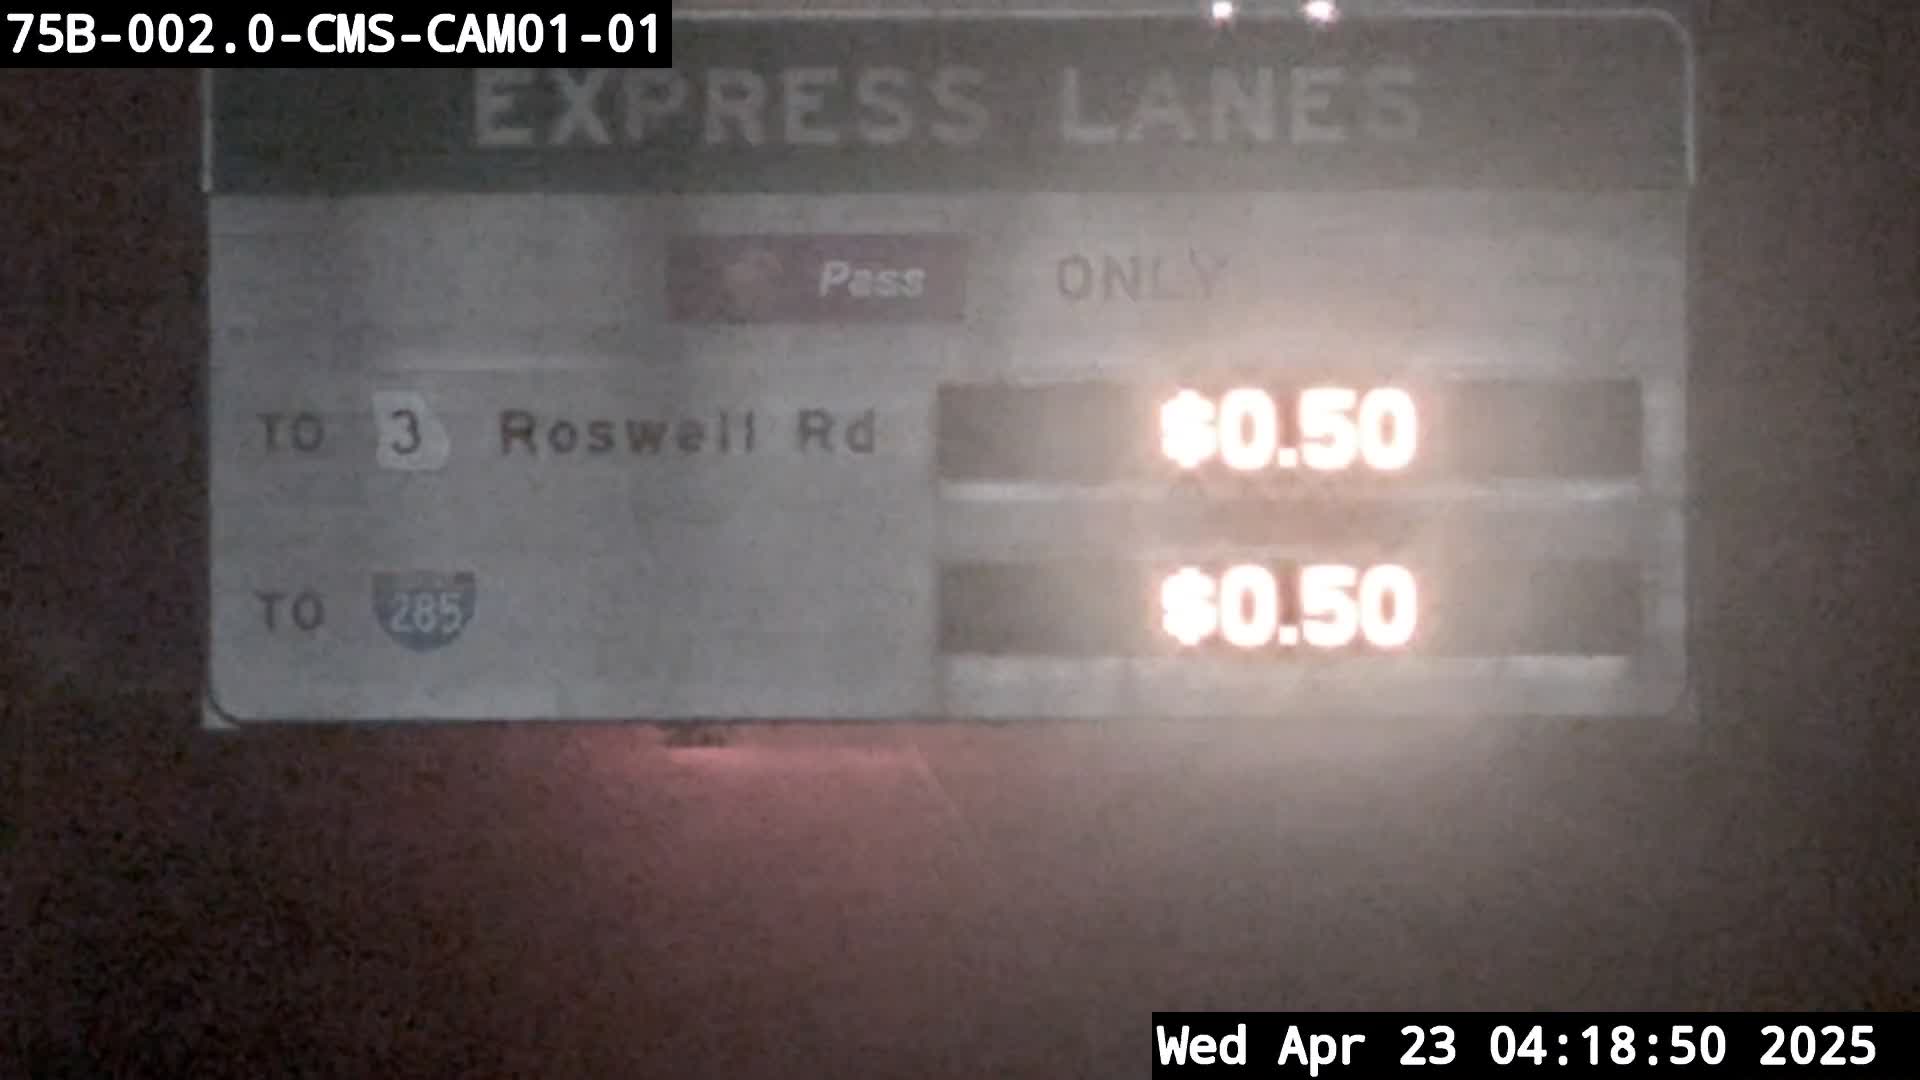 75B-002.0-CMS-CAM01-01
EXPRESS LANES
Pass ONLY
TO 3 Roswell Rd $0.50
TO 285 $0.50
Wed Apr 23 04:18:50 2025